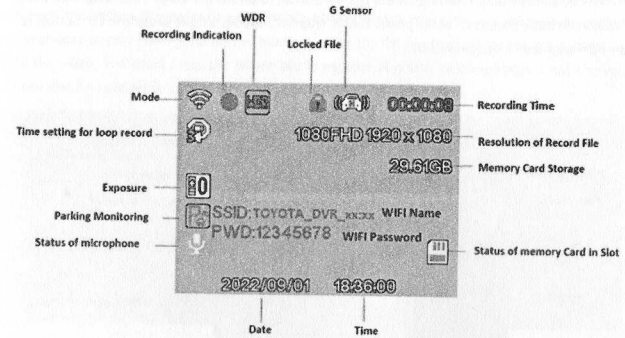 G Sensor
WDR
Recording Indication
Locked File
Mode
00:00:08
Recording Time
Time setting for loop record
1080FHD 1920 x 1080
Resolution of Record File
29.61GB
Memory Card Storage
Exposure
0
Parking Monitoring
SSID:TOYOTA_DVR_xx:xx
WIFI Name
Status of microphone
PWD:12345678
WIFI Password
Status of memory Card in Slot
2022/09/01
18:36:00
Date
Time